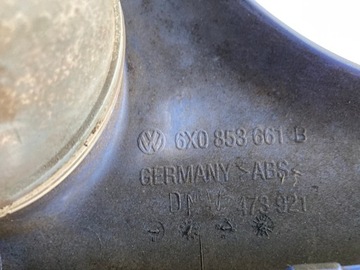 6X0 853 661 B
GERMANY >ABS<
473 921